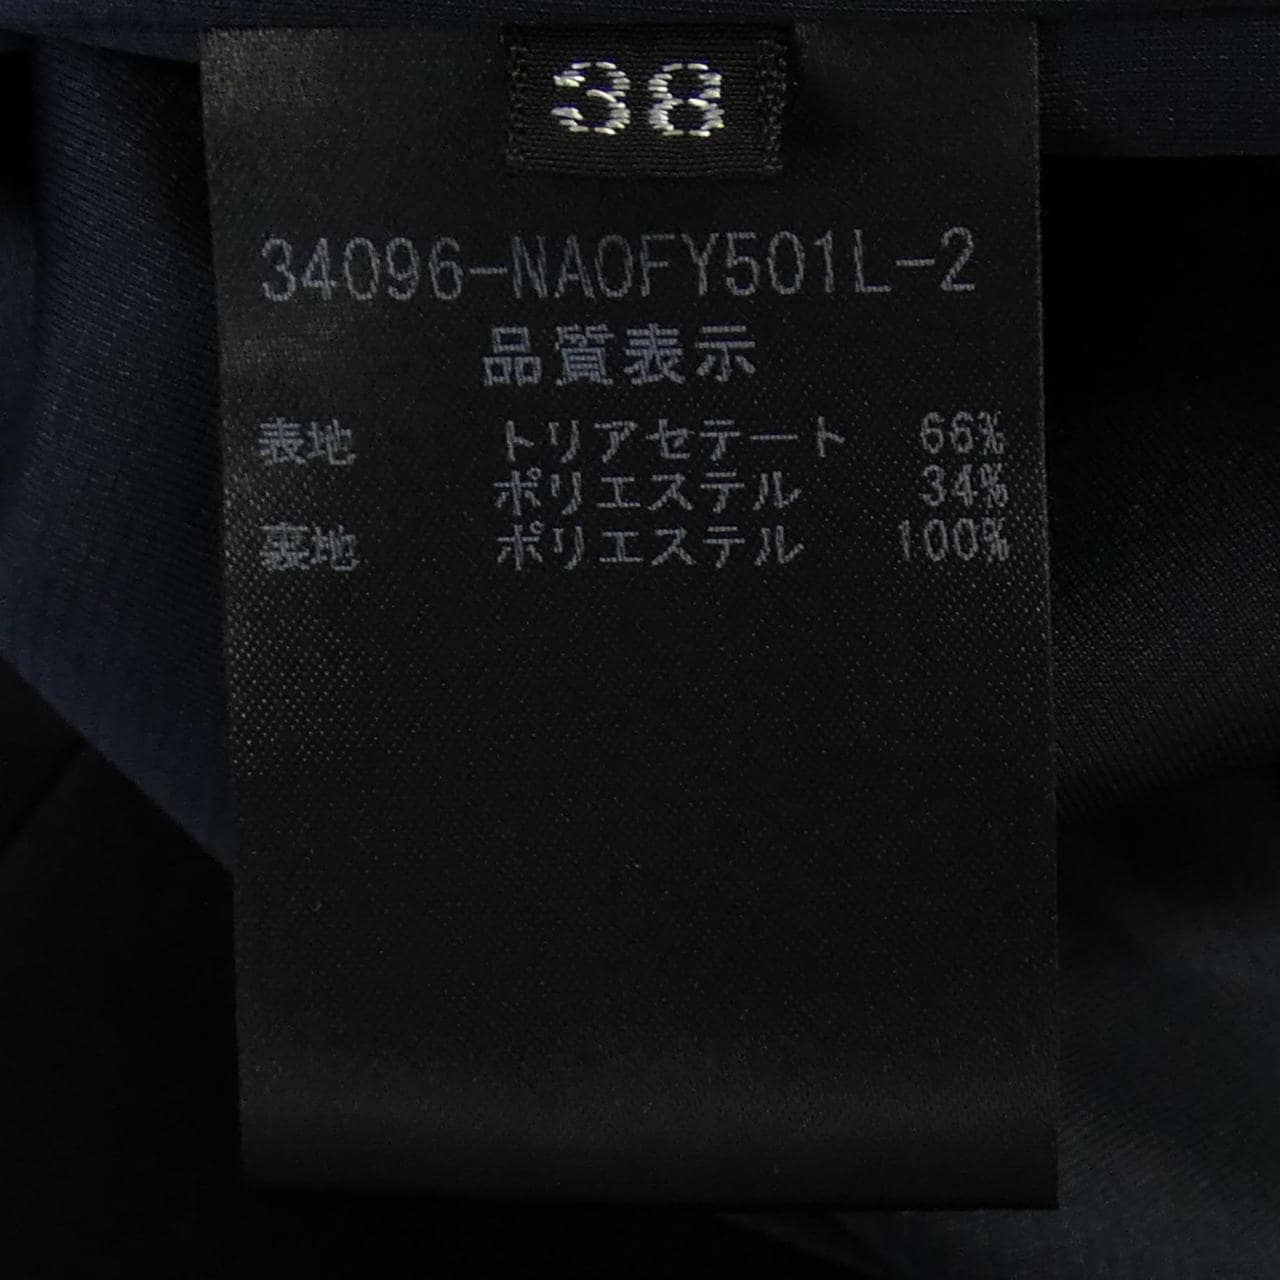 38
34096-NA0FY501L-2
品質表示
表地 トリアセテート 66%
ポリエステル 34%
裏地 ポリエステル 100%